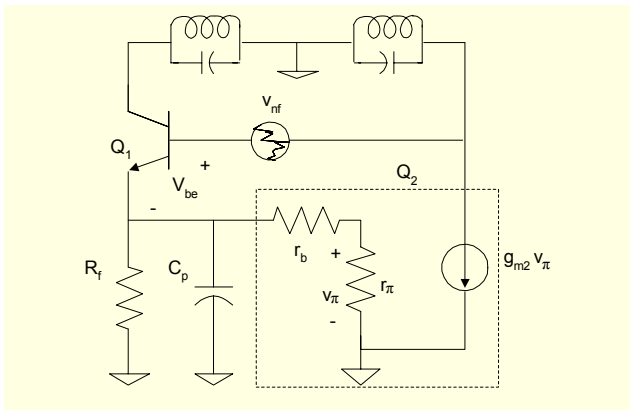 v_nf
Q_1
+
V_be
-
Q_2
R_f
C_p
r_b
+
v_π
-
r_π
g_m2 v_π